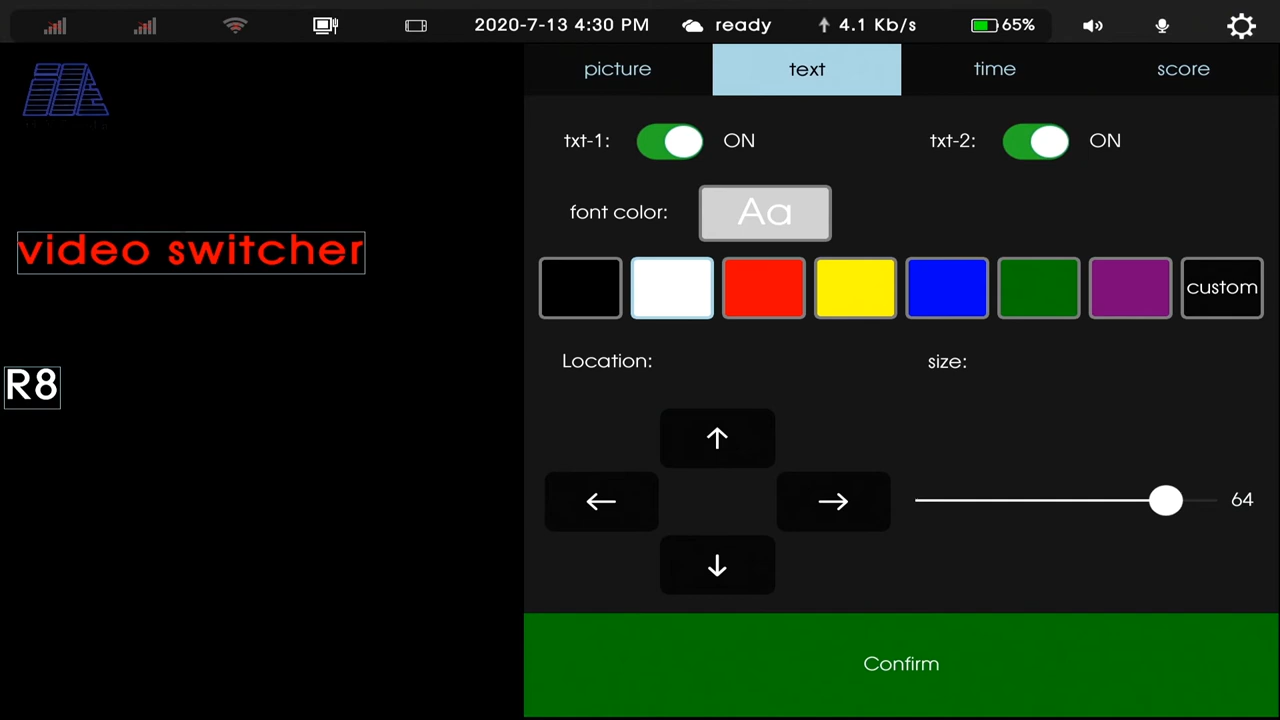 2020-7-13 4:30 PM ready 4.1 Kb/s 65%
picture text time score
txt-1: ON txt-2: ON
font color: Aa
video switcher
custom
Location: size:
R8
64
Confirm